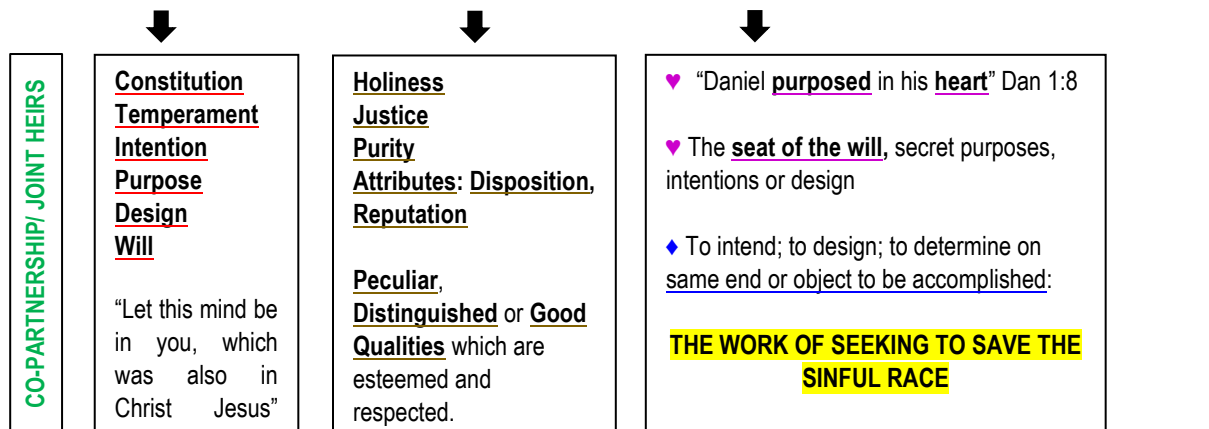 CO-PARTNERSHIP/ JOINT HEIRS
Constitution
Temperament
Intention
Purpose
Design
Will
“Let this mind be
in you, which
was also in
Christ Jesus”
Holiness
Justice
Purity
Attributes: Disposition,
Reputation
Peculiar,
Distinguished or Good
Qualities which are
esteemed and
respected.
♥ “Daniel purposed in his heart” Dan 1:8
♥ The seat of the will, secret purposes,
intentions or design
♦ To intend; to design; to determine on
same end or object to be accomplished:
THE WORK OF SEEKING TO SAVE THE
SINFUL RACE